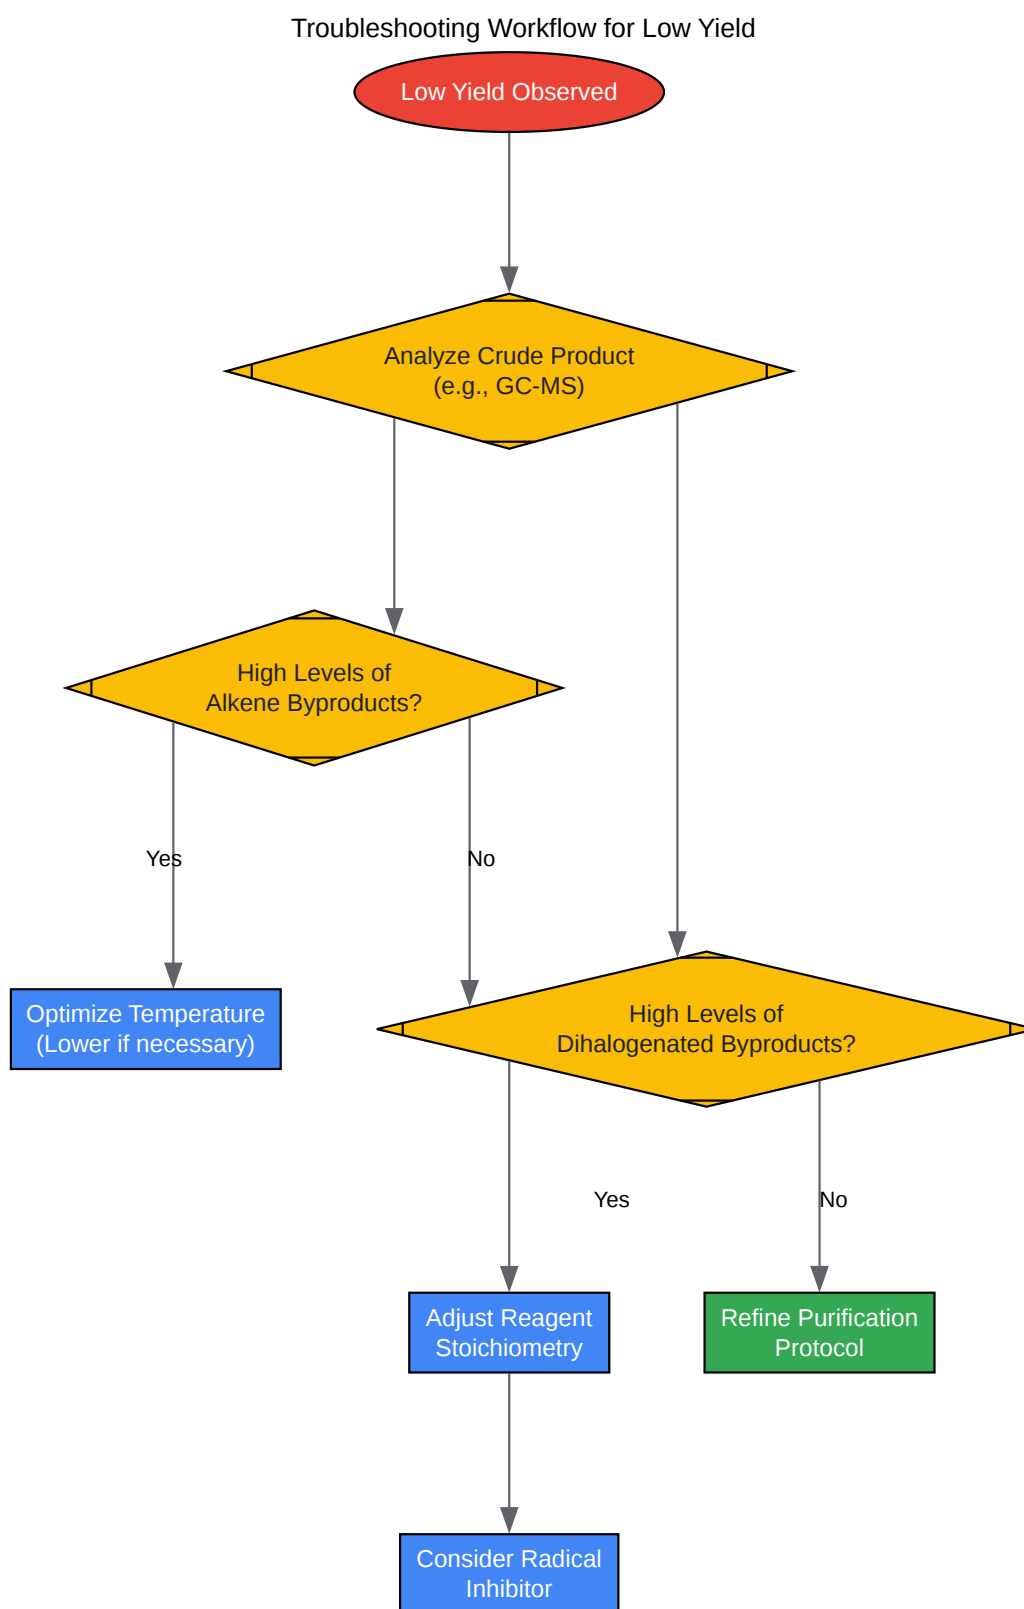 Troubleshooting Workflow for Low Yield
Low Yield Observed
Analyze Crude Product
(e.g., GC-MS)
High Levels of
Alkene Byproducts?
Yes
No
Optimize Temperature
(Lower if necessary)
High Levels of
Dihalogenated Byproducts?
Yes
No
Adjust Reagent
Stoichiometry
Refine Purification
Protocol
Consider Radical
Inhibitor